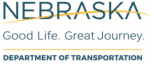 NEBRASKA
Good Life. Great Journey.
DEPARTMENT OF TRANSPORTATION